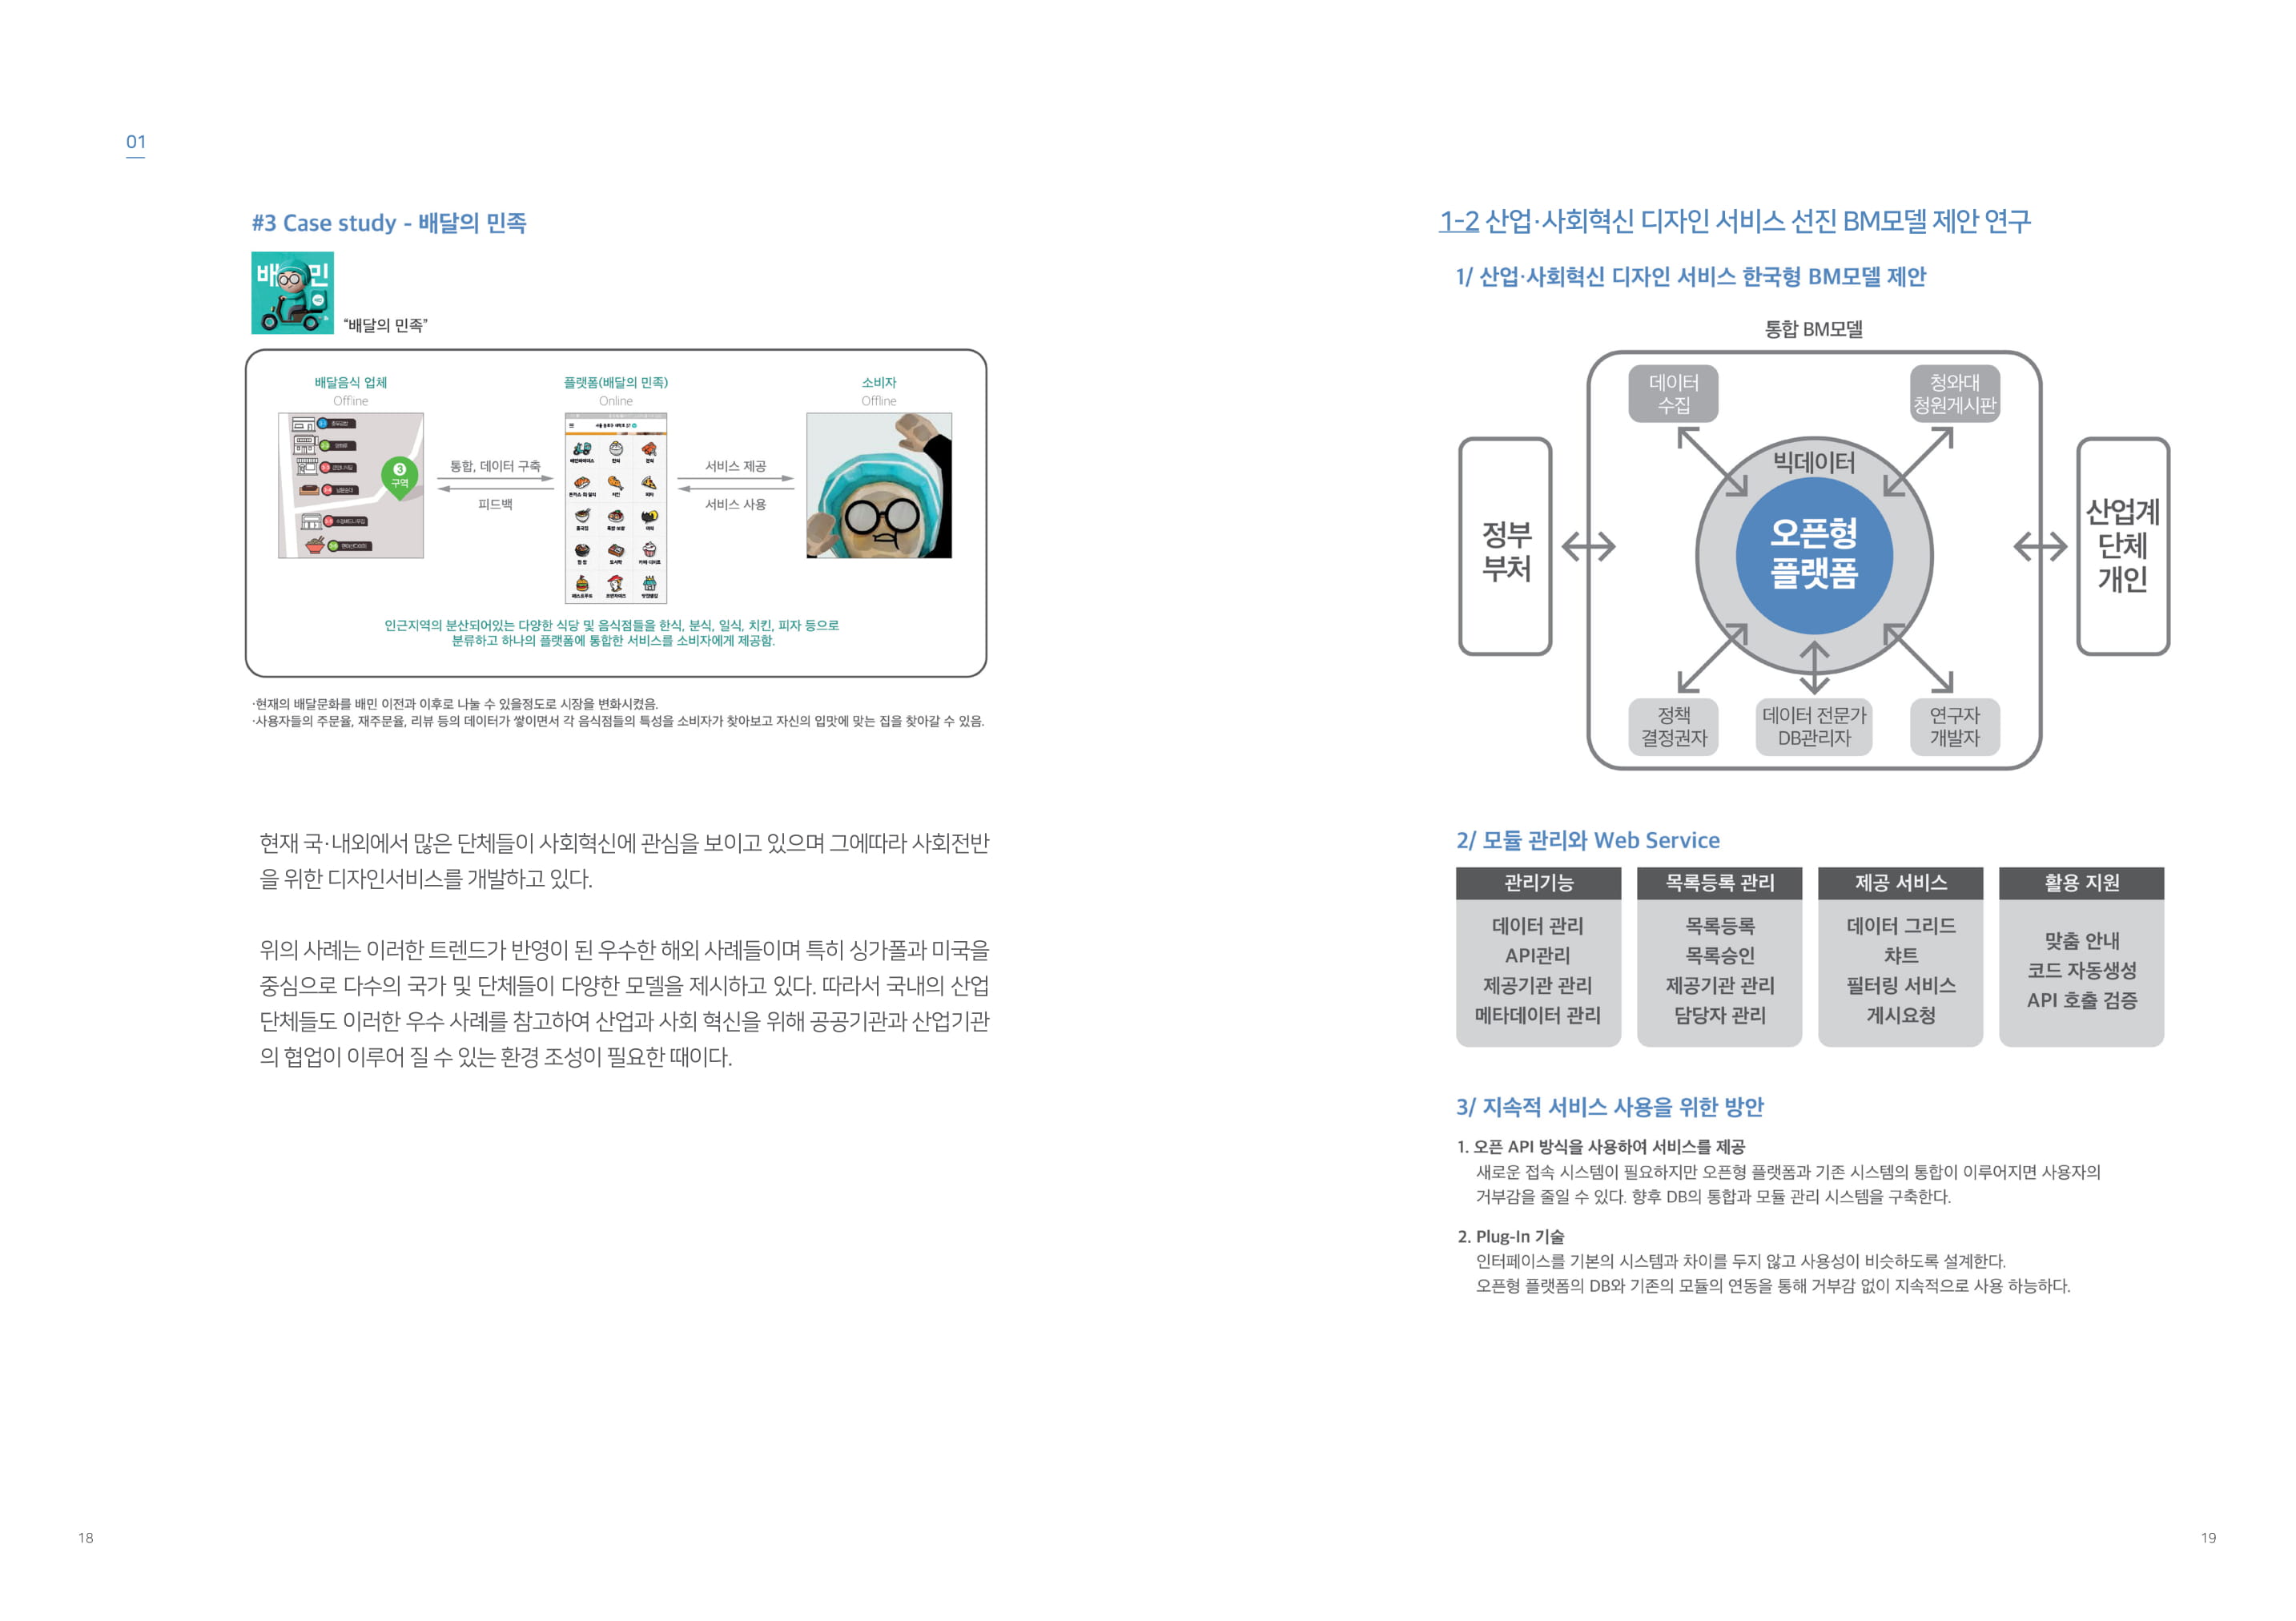 01
#3 Case study - 배달의 민족
배민
“배달의 민족”
배달음식 업체
Offline
플랫폼(배달의 민족)
Online
소비자
Offline
3
구역
통합, 데이터 구축
피드백
서비스 제공
서비스 사용
인근지역의 분산되어있는 다양한 식당 및 음식점들을 한식, 분식, 일식, 치킨, 피자 등으로
분류하고 하나의 플랫폼에 통합한 서비스를 소비자에게 제공함.
·현재의 배달문화를 배민 이전과 이후로 나눌 수 있을정도로 시장을 변화시켰음.
·사용자들의 주문율, 재주문율, 리뷰 등의 데이터가 쌓이면서 각 음식점들의 특성을 소비자가 찾아보고 자신의 입맛에 맞는 집을 찾아갈 수 있음.
현재 국·내외에서 많은 단체들이 사회혁신에 관심을 보이고 있으며 그에따라 사회전반
을 위한 디자인서비스를 개발하고 있다.
위의 사례는 이러한 트렌드가 반영이 된 우수한 해외 사례들이며 특히 싱가폴과 미국을
중심으로 다수의 국가 및 단체들이 다양한 모델을 제시하고 있다. 따라서 국내의 산업
단체들도 이러한 우수 사례를 참고하여 산업과 사회 혁신을 위해 공공기관과 산업기관
의 협업이 이루어 질 수 있는 환경 조성이 필요한 때이다.
18
1-2 산업·사회혁신 디자인 서비스 선진 BM모델 제안 연구
1/ 산업·사회혁신 디자인 서비스 한국형 BM모델 제안
통합 BM모델
데이터
수집
청와대
청원게시판
빅데이터
오픈형
플랫폼
정부
부처
산업계
단체
개인
정책
결정권자
데이터 전문가
DB관리자
연구자
개발자
2/ 모듈 관리와 Web Service
관리기능
데이터 관리
API관리
제공기관 관리
메타데이터 관리
목록등록 관리
목록등록
목록승인
제공기관 관리
담당자 관리
제공 서비스
데이터 그리드
챠트
필터링 서비스
게시요청
활용 지원
맞춤 안내
코드 자동생성
API 호출 검증
3/ 지속적 서비스 사용을 위한 방안
1. 오픈 API 방식을 사용하여 서비스를 제공
새로운 접속 시스템이 필요하지만 오픈형 플랫폼과 기존 시스템의 통합이 이루어지면 사용자의
거부감을 줄일 수 있다. 향후 DB의 통합과 모듈 관리 시스템을 구축한다.
2. Plug-In 기술
인터페이스를 기본의 시스템과 차이를 두지 않고 사용성이 비슷하도록 설계한다.
오픈형 플랫폼의 DB와 기존의 모듈의 연동을 통해 거부감 없이 지속적으로 사용 하능하다.
19